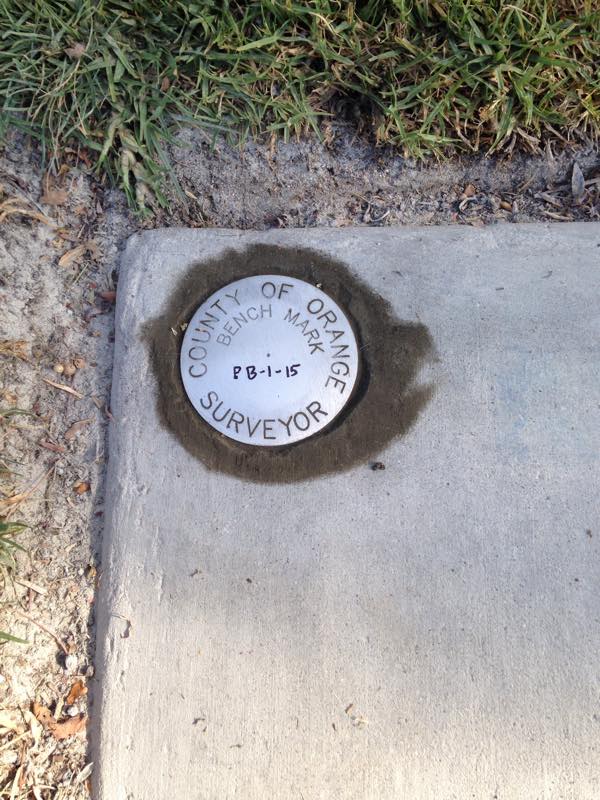 COUNTY OF ORANGE
BENCH MARK
PB-1-15
SURVEYOR